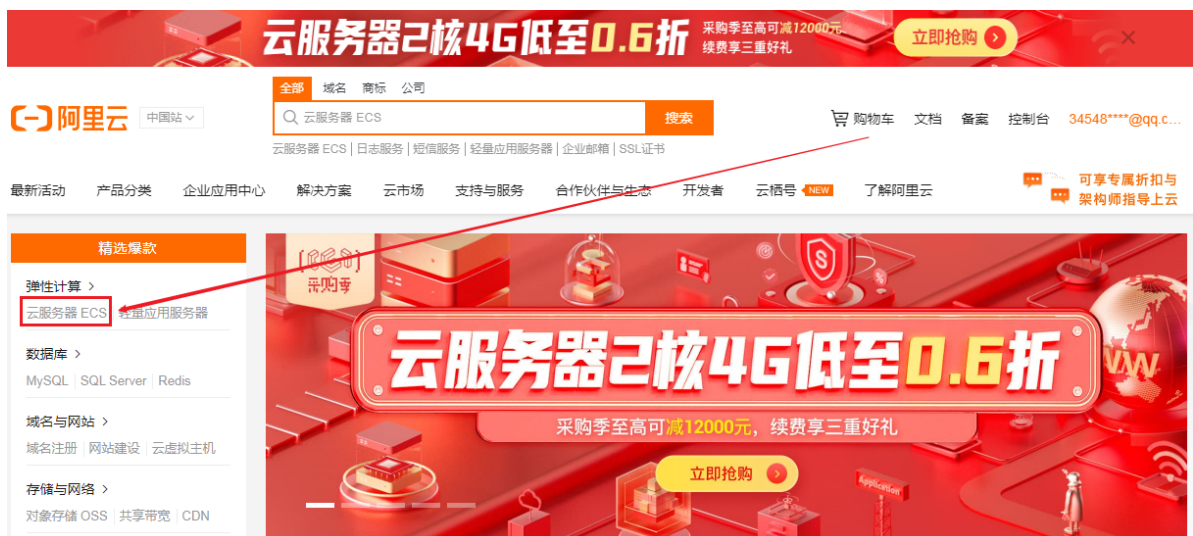 云服务器2核4G低至0.6折 采购季至高可减12000元 续费享三重好礼 立即抢购
全部 域名 商标 公司
阿里云 中国站 云服务器 ECS 搜索 购物车 文档 备案 控制台 34548****@qq.c...
云服务器 ECS | 日志服务 | 短信服务 | 轻量应用服务器 | 企业邮箱 | SSL证书
最新活动 产品分类 企业应用中心 解决方案 云市场 支持与服务 合作伙伴与生态 开发者 云栖号 NEW 了解阿里云
可享专属折扣与
架构师指导上云
精选爆款
弹性计算 >
云服务器 ECS 轻量应用服务器
数据库 >
MySQL | SQL Server | Redis
域名与网站 >
域名注册 | 网站建设 | 云虚拟主机
存储与网络 >
对象存储 OSS | 共享带宽 | CDN
采购季
S
WWW.
云服务器2核4G低至0.6折
采购季至高可减12000元，续费享三重好礼
立即抢购
Application